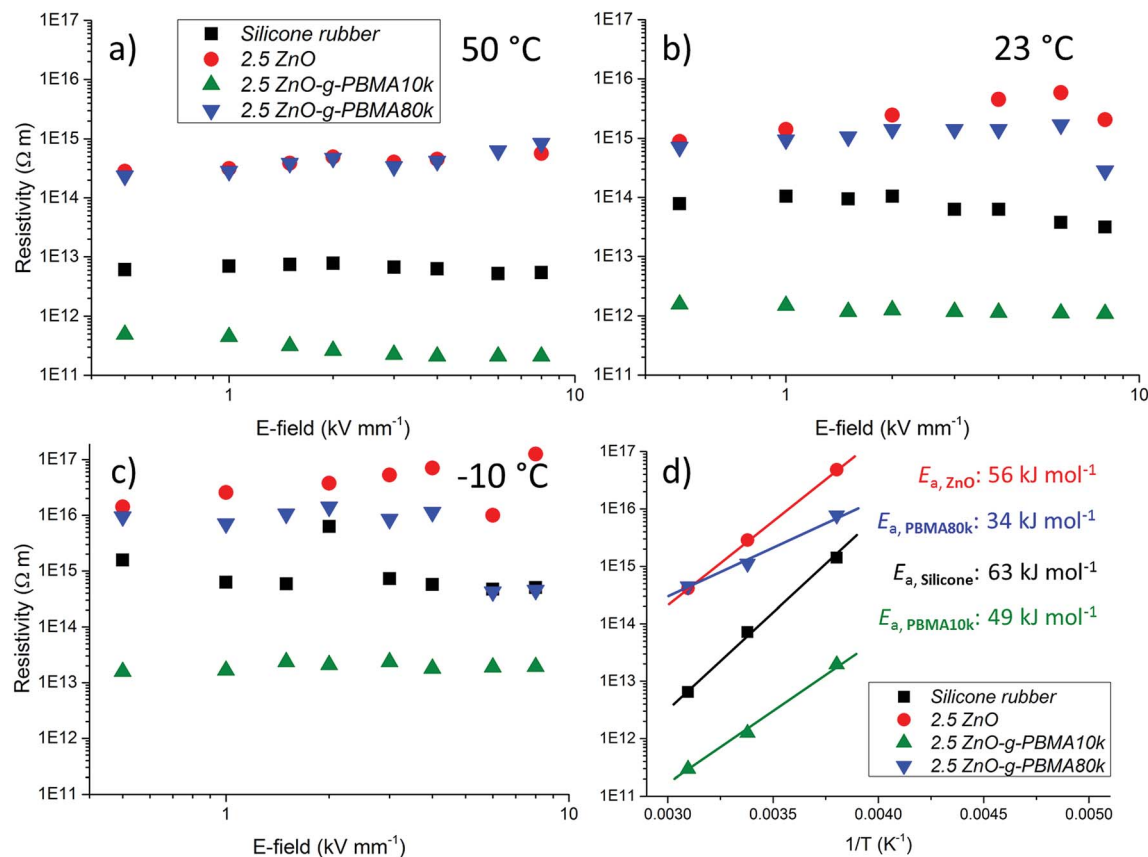 a)
50 °C
Silicone rubber
2.5 ZnO
2.5 ZnO-g-PBMA10k
2.5 ZnO-g-PBMA80k
1E17
1E16
1E15
1E14
1E13
1E12
1E11
Resistivity (Ω m)
1
10
E-field (kV mm⁻¹)
b)
23 °C
1E17
1E16
1E15
1E14
1E13
1E12
1E11
1
10
E-field (kV mm⁻¹)
c)
-10 °C
1E17
1E16
1E15
1E14
1E13
1E12
1E11
Resistivity (Ω m)
1
10
E-field (kV mm⁻¹)
d)
Eₐ, ZnO: 56 kJ mol⁻¹
Eₐ, PBMA80k: 34 kJ mol⁻¹
Eₐ, Silicone: 63 kJ mol⁻¹
Eₐ, PBMA10k: 49 kJ mol⁻¹
Silicone rubber
2.5 ZnO
2.5 ZnO-g-PBMA10k
2.5 ZnO-g-PBMA80k
1E17
1E16
1E15
1E14
1E13
1E12
1E11
0.0030
0.0035
0.0040
0.0045
0.0050
1/T (K⁻¹)